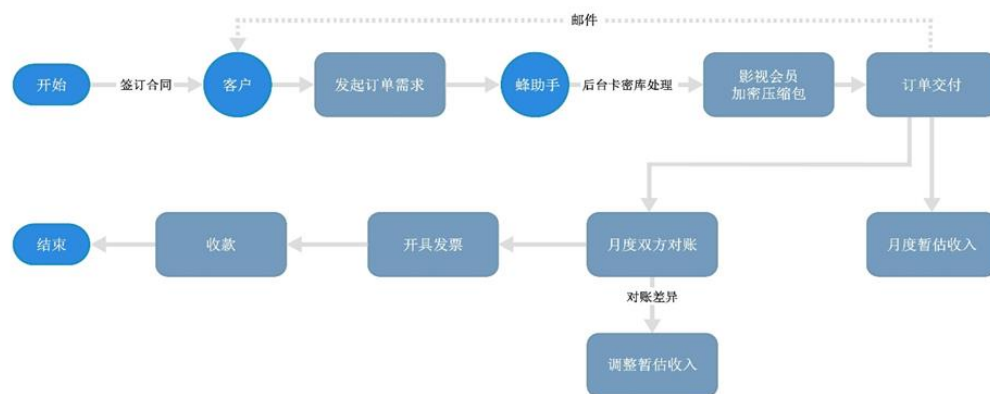 邮件
开始
签订合同
客户
发起订单需求
蜂助手
后台卡密库处理
影视会员
加密压缩包
订单交付
结束
收款
开具发票
月度双方对账
月度暂估收入
对账差异
调整暂估收入